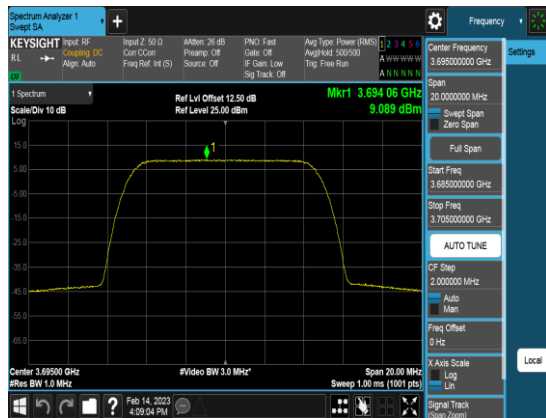 Spectrum Analyzer 1
Swept SA
+
Frequency
KEYSIGHT
Input: RF
Coupling: DC
Align: Auto
Input Z: 50 Ω
Corr CCorr
Freq Ref: Int (S)
#Atten: 26 dB
Preamp: Off
Source: Off
PNO: Fast
Gate: Off
IF Gain: Low
Sig Track: Off
Avg Type: Power (RMS)
Avg|Hold: 500/500
Trig: Free Run
1 2 3 4 5 6
A W W W W W
A N N N N N
RL
LW
1 Spectrum
Scale/Div 10 dB
Log
Ref Lvl Offset 12.50 dB
Ref Level 25.00 dBm
Mkr1 3.694 06 GHz
9.089 dBm
1
15.0
5.00
-5.00
-15.0
-25.0
-35.0
-45.0
-55.0
-65.0
Center 3.69500 GHz
#Res BW 1.0 MHz
#Video BW 3.0 MHz*
Span 20.00 MHz
Sweep 1.00 ms (1001 pts)
Feb 14, 2023
4:09:04 PM
?
Center Frequency
3.695000000 GHz
Settings
Span
20.0000000 MHz
Swept Span
Zero Span
Full Span
Start Freq
3.685000000 GHz
Stop Freq
3.705000000 GHz
AUTO TUNE
CF Step
2.000000 MHz
Auto
Man
Freq Offset
0 Hz
X Axis Scale
Log
Lin
Local
Signal Track
(Span Zoom)